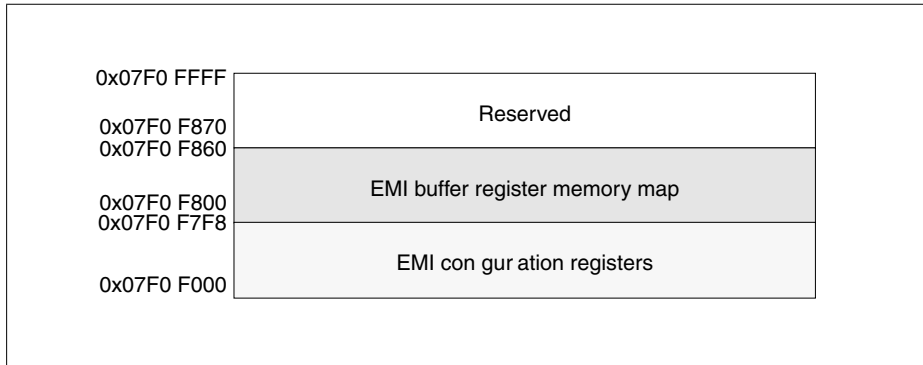 0x07F0 FFFF
Reserved
0x07F0 F870
0x07F0 F860
EMI buffer register memory map
0x07F0 F800
0x07F0 F7F8
EMI con gur ation registers
0x07F0 F000